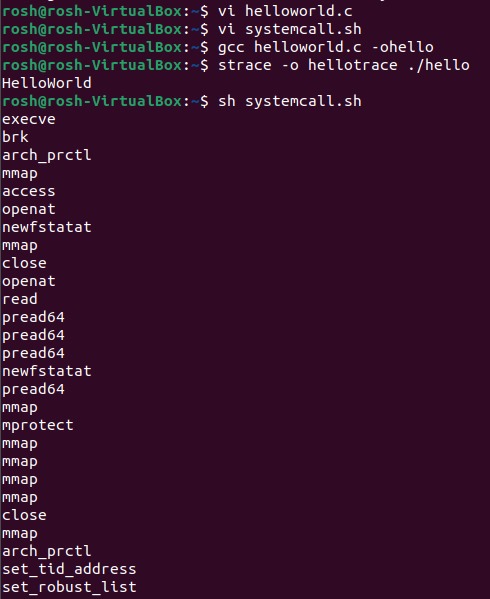 rosh@rosh-VirtualBox:~$ vi helloworld.c
rosh@rosh-VirtualBox:~$ vi systemcall.sh
rosh@rosh-VirtualBox:~$ gcc helloworld.c -ohello
rosh@rosh-VirtualBox:~$ strace -o hellotrace ./hello
HelloWorld
rosh@rosh-VirtualBox:~$ sh systemcall.sh
execve
brk
arch_prctl
mmap
access
openat
newfstatat
mmap
close
openat
read
pread64
pread64
pread64
newfstatat
pread64
mmap
mprotect
mmap
mmap
mmap
mmap
close
mmap
arch_prctl
set_tid_address
set_robust_list